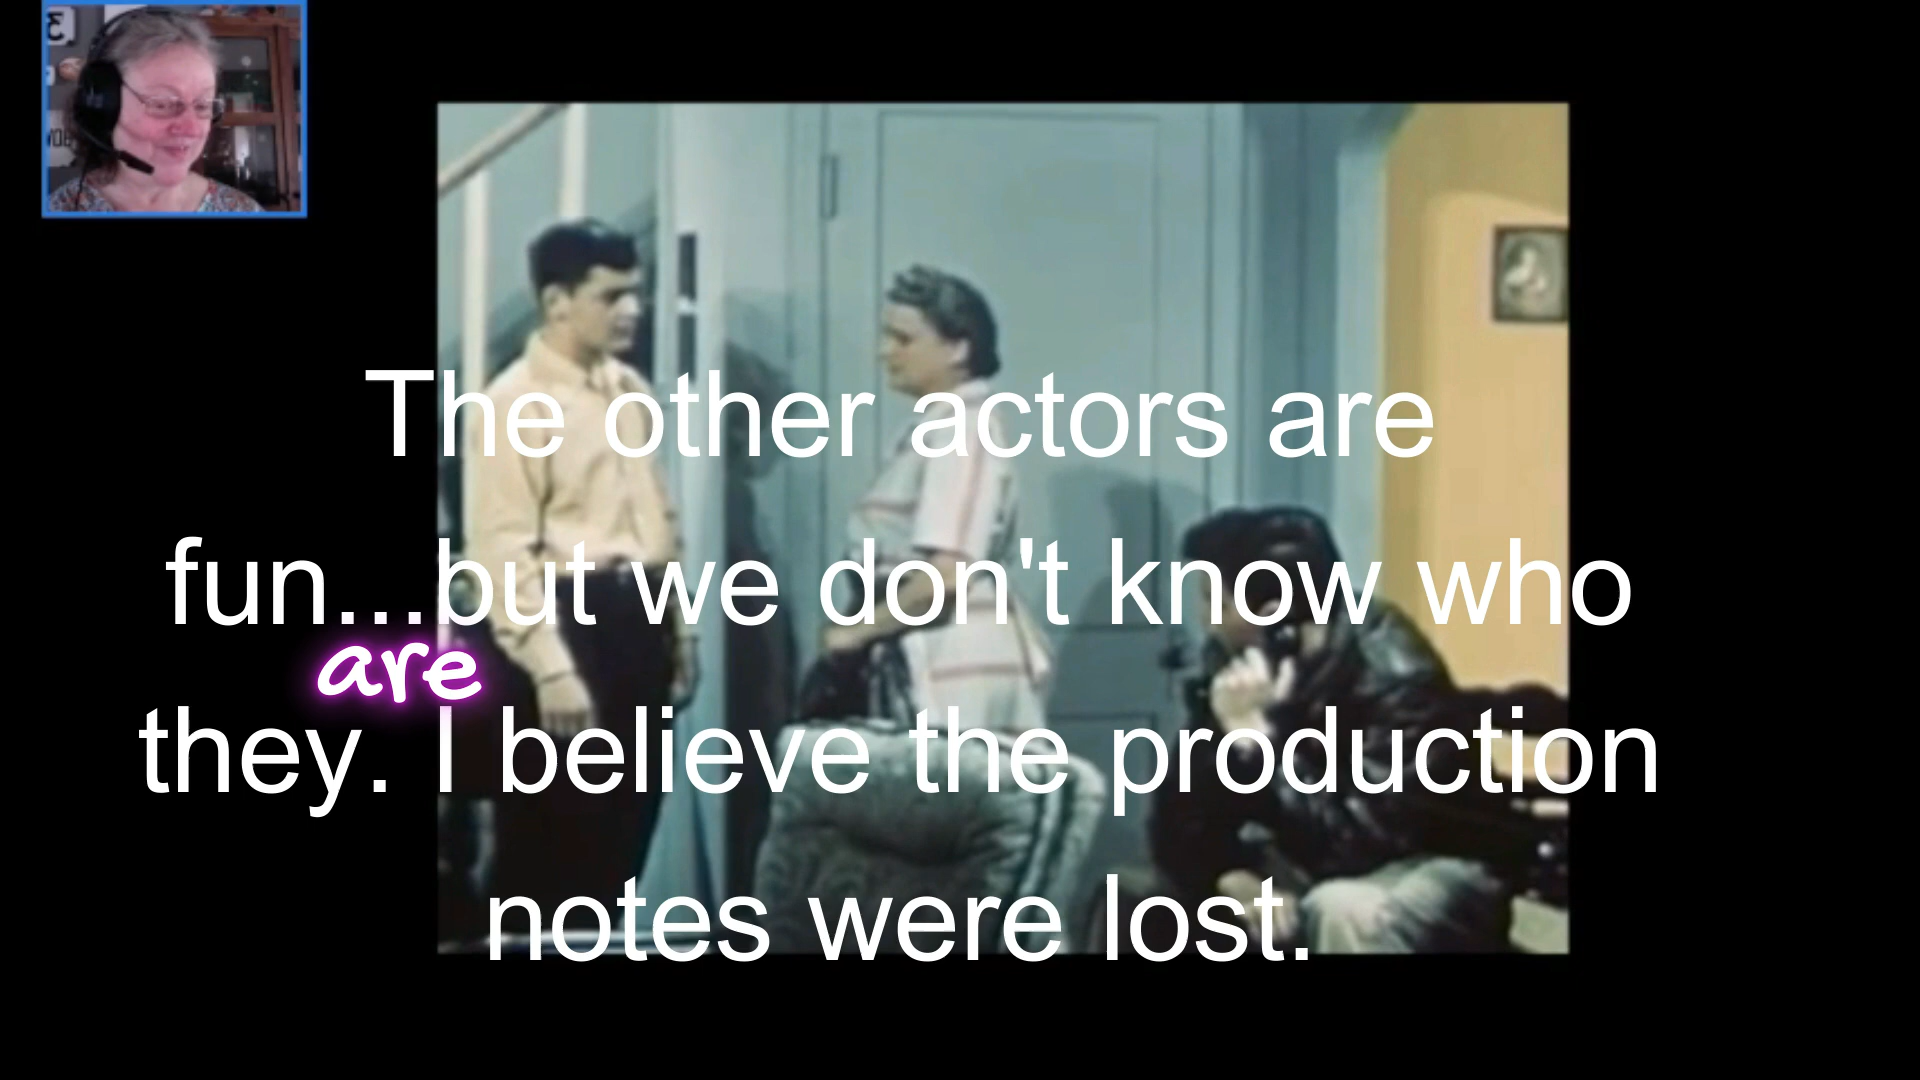 The other actors are
fun...but we don't know who
are
they. I believe the production
notes were lost.